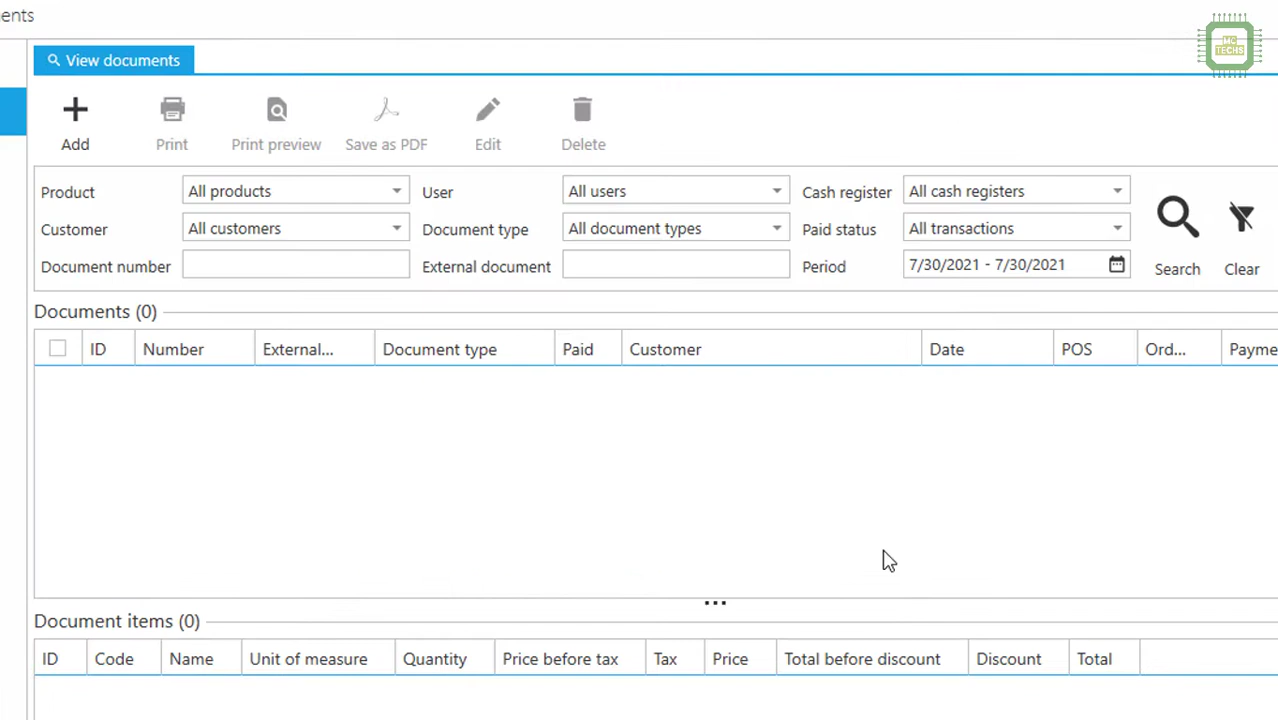 ents
MC
TECHS
View documents
Add Print Print preview Save as PDF Edit Delete
Product All products User All users Cash register All cash registers
Customer All customers Document type All document types Paid status All transactions
Document number External document Period 7/30/2021 - 7/30/2021
Search Clear
Documents (0)
ID Number External... Document type Paid Customer Date POS Ord... Payme
...
Document items (0)
ID Code Name Unit of measure Quantity Price before tax Tax Price Total before discount Discount Total